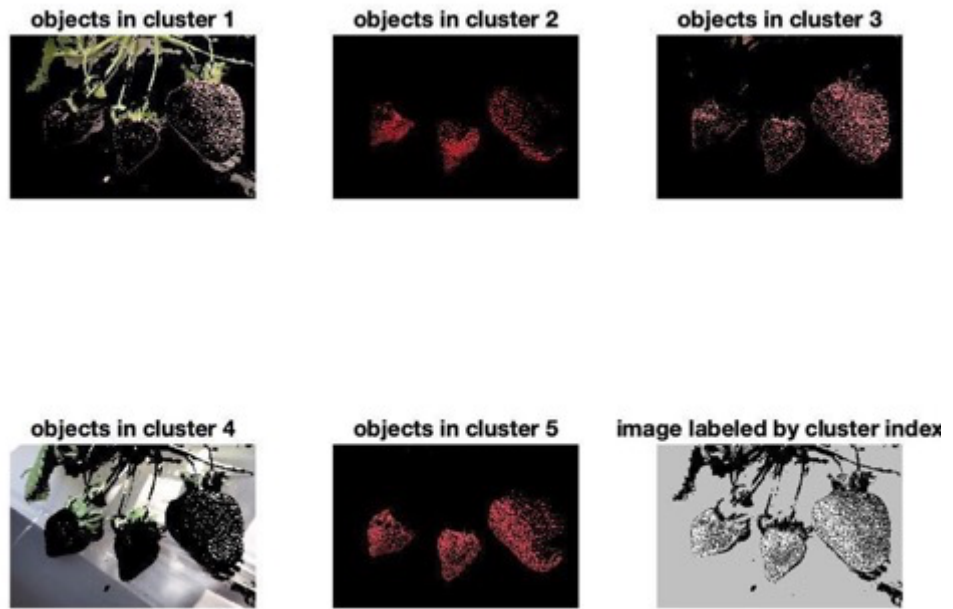 objects in cluster 1
objects in cluster 2
objects in cluster 3
objects in cluster 4
objects in cluster 5
image labeled by cluster index